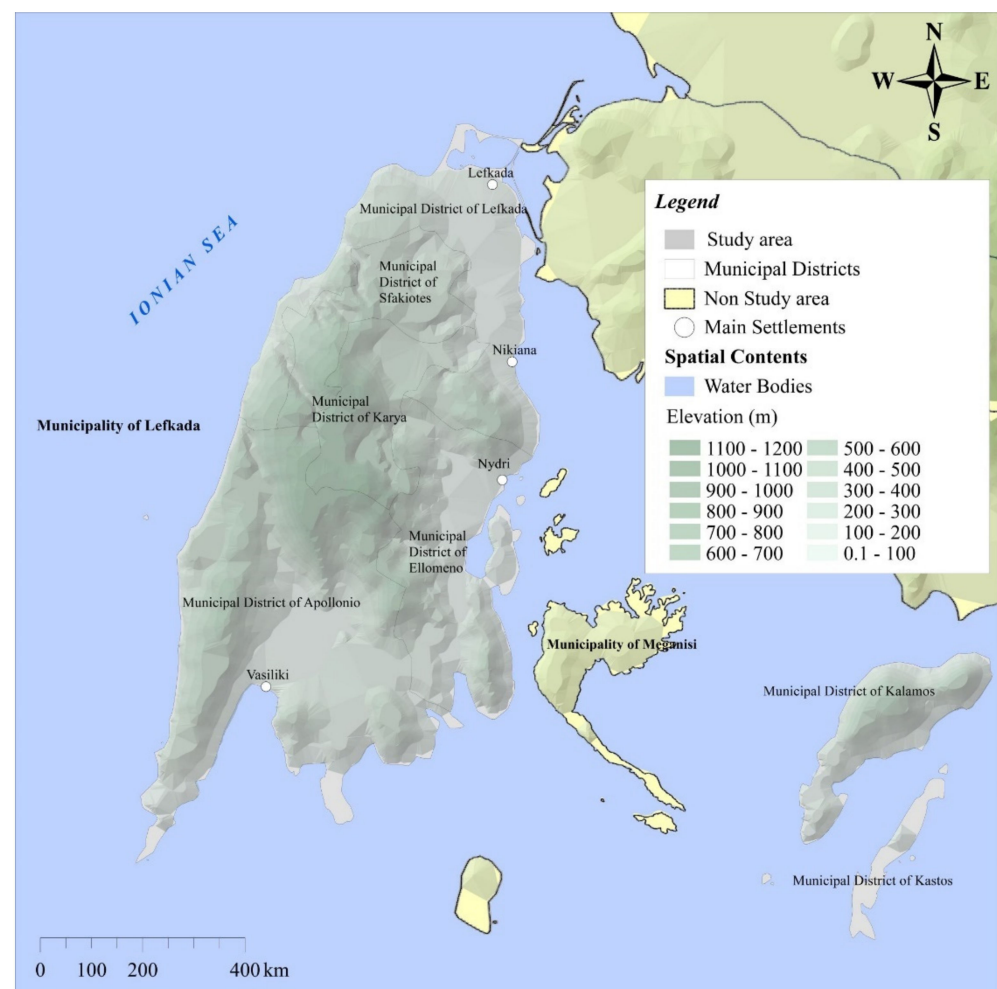 N
W E
S
Lefkada
Municipal District of Lefkada
Municipal
District of
Sfakiotes
IONIAN SEA
Nikiana
Municipal
District of Karya
Municipality of Lefkada
Nydri
Municipal
District of
Ellomeno
Municipal District of Apollonio
Municipality of Meganisi
Vasiliki
Municipal District of Kalamos
Municipal District of Kastos
Legend
Study area
Municipal Districts
Non Study area
Main Settlements
Spatial Contents
Water Bodies
Elevation (m)
1100 - 1200 500 - 600
1000 - 1100 400 - 500
900 - 1000 300 - 400
800 - 900 200 - 300
700 - 800 100 - 200
600 - 700 0.1 - 100
0 100 200 400 km